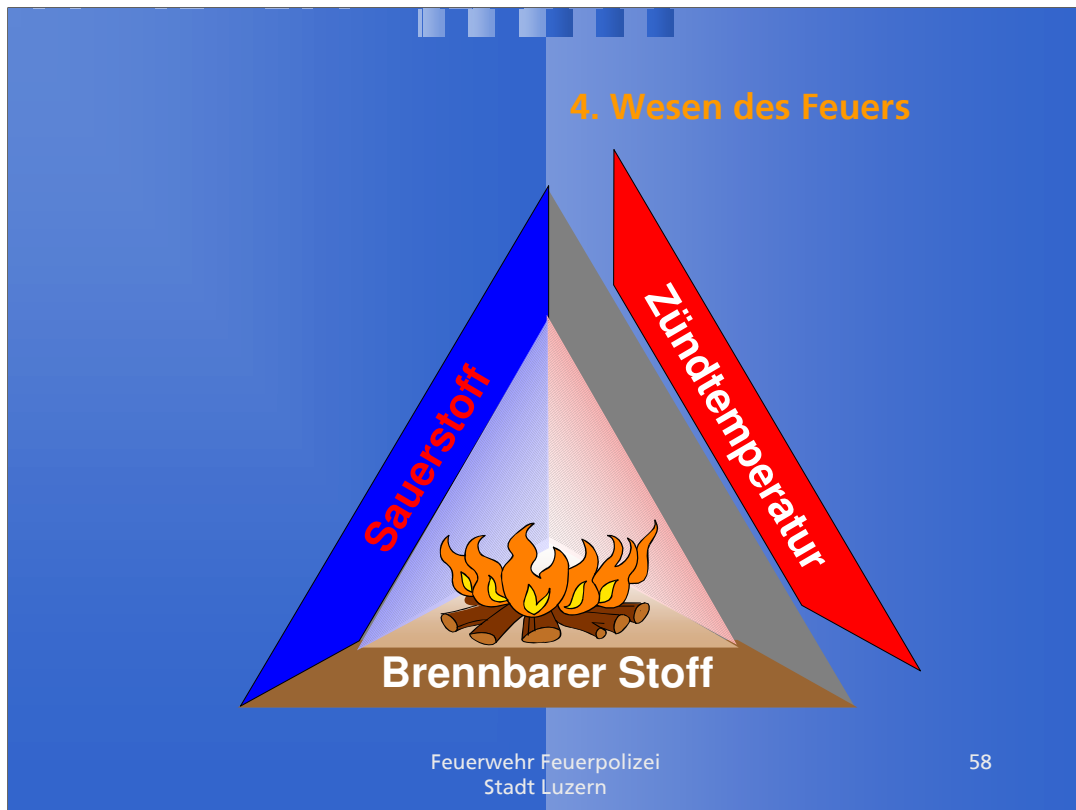 4. Wesen des Feuers
Sauerstoff
Zündtemperatur
Brennbarer Stoff
Feuerwehr Feuerpolizei
Stadt Luzern
58